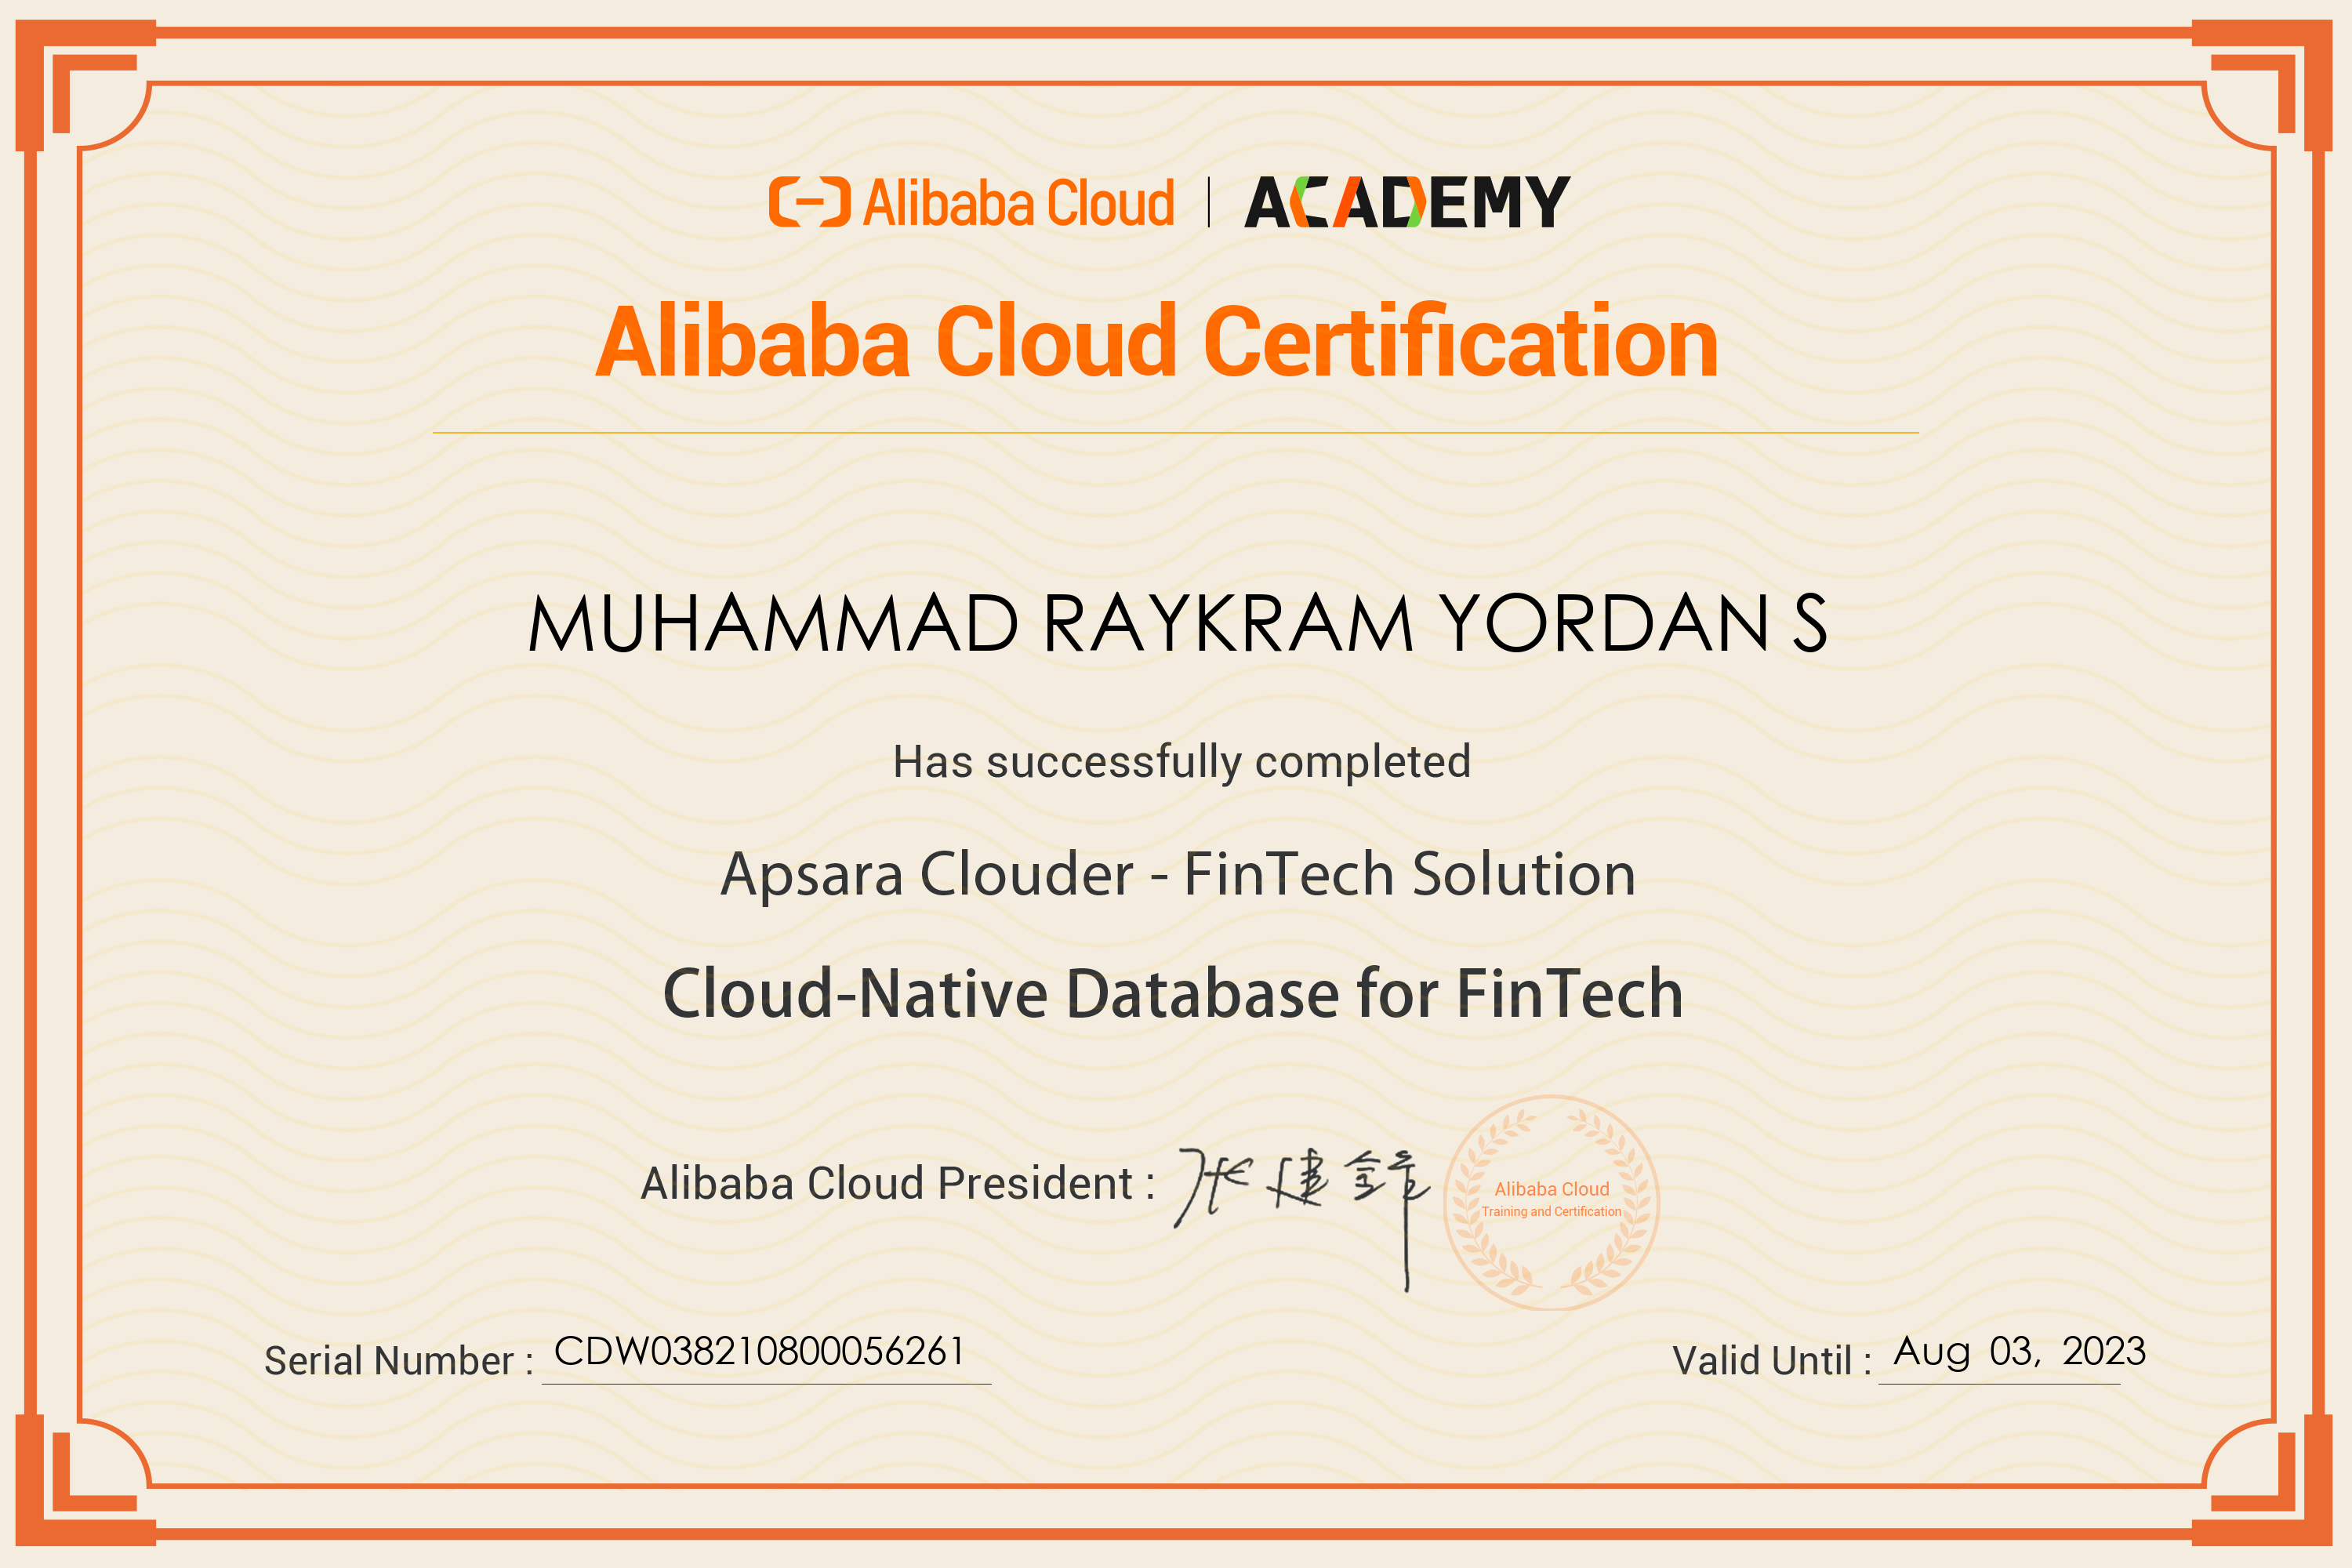 Alibaba Cloud | ACADEMY
Alibaba Cloud Certification
MUHAMMAD RAYKRAM YORDAN S
Has successfully completed
Apsara Clouder - FinTech Solution
Cloud-Native Database for FinTech
Alibaba Cloud President : 张建锋
Alibaba Cloud
Training and Certification
Serial Number : CDW038210800056261
Valid Until : Aug 03, 2023